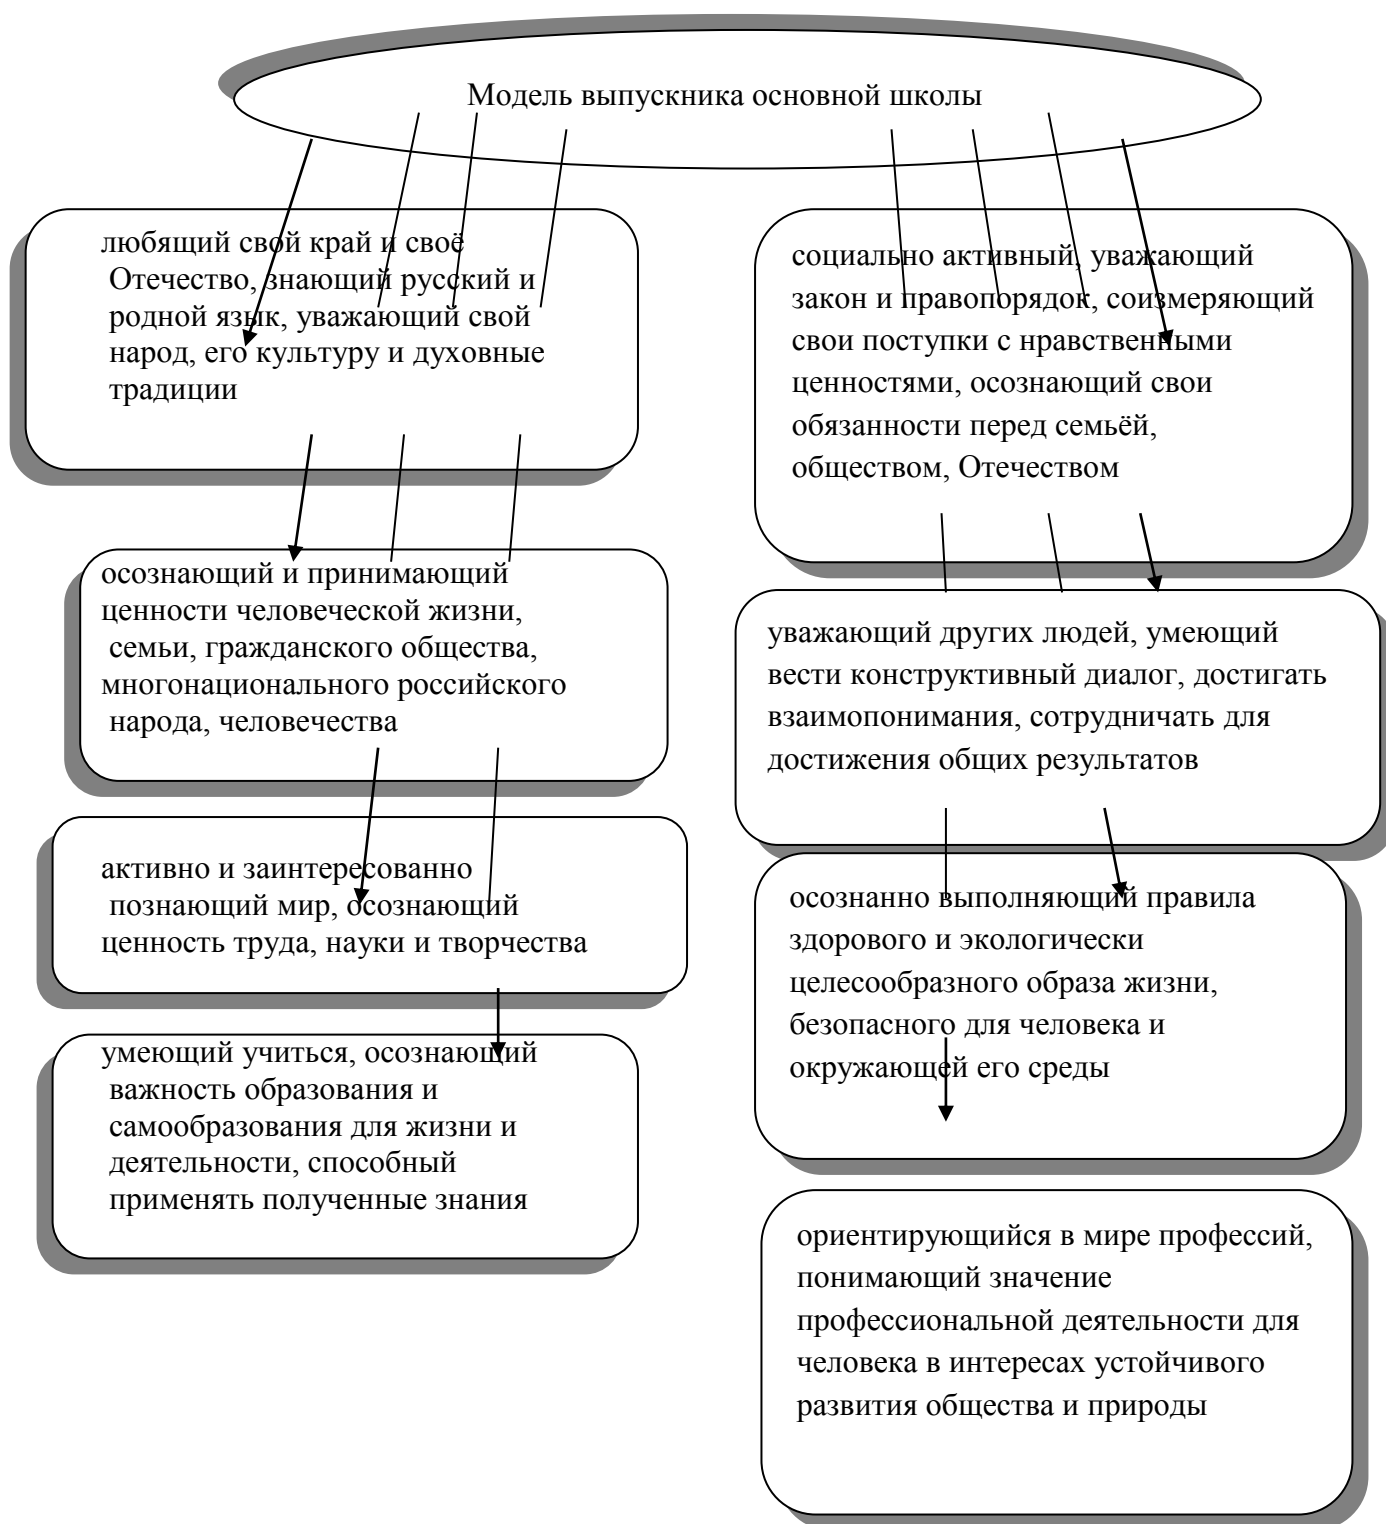 Модель выпускника основной школы
любящий свой край и своё
Отечество, знающий русский и
родной язык, уважающий свой
народ, его культуру и духовные
традиции
осознающий и принимающий
ценности человеческой жизни,
семьи, гражданского общества,
многонационального российского
народа, человечества
активно и заинтересованно
познающий мир, осознающий
ценность труда, науки и творчества
умеющий учиться, осознающий
важность образования и
самообразования для жизни и
деятельности, способный
применять полученные знания
социально активный, уважающий
закон и правопорядок, соизмеряющий
свои поступки с нравственными
ценностями, осознающий свои
обязанности перед семьёй,
обществом, Отечеством
уважающий других людей, умеющий
вести конструктивный диалог, достигать
взаимопонимания, сотрудничать для
достижения общих результатов
осознанно выполняющий правила
здорового и экологически
целесообразного образа жизни,
безопасного для человека и
окружающей его среды
ориентирующийся в мире профессий,
понимающий значение
профессиональной деятельности для
человека в интересах устойчивого
развития общества и природы